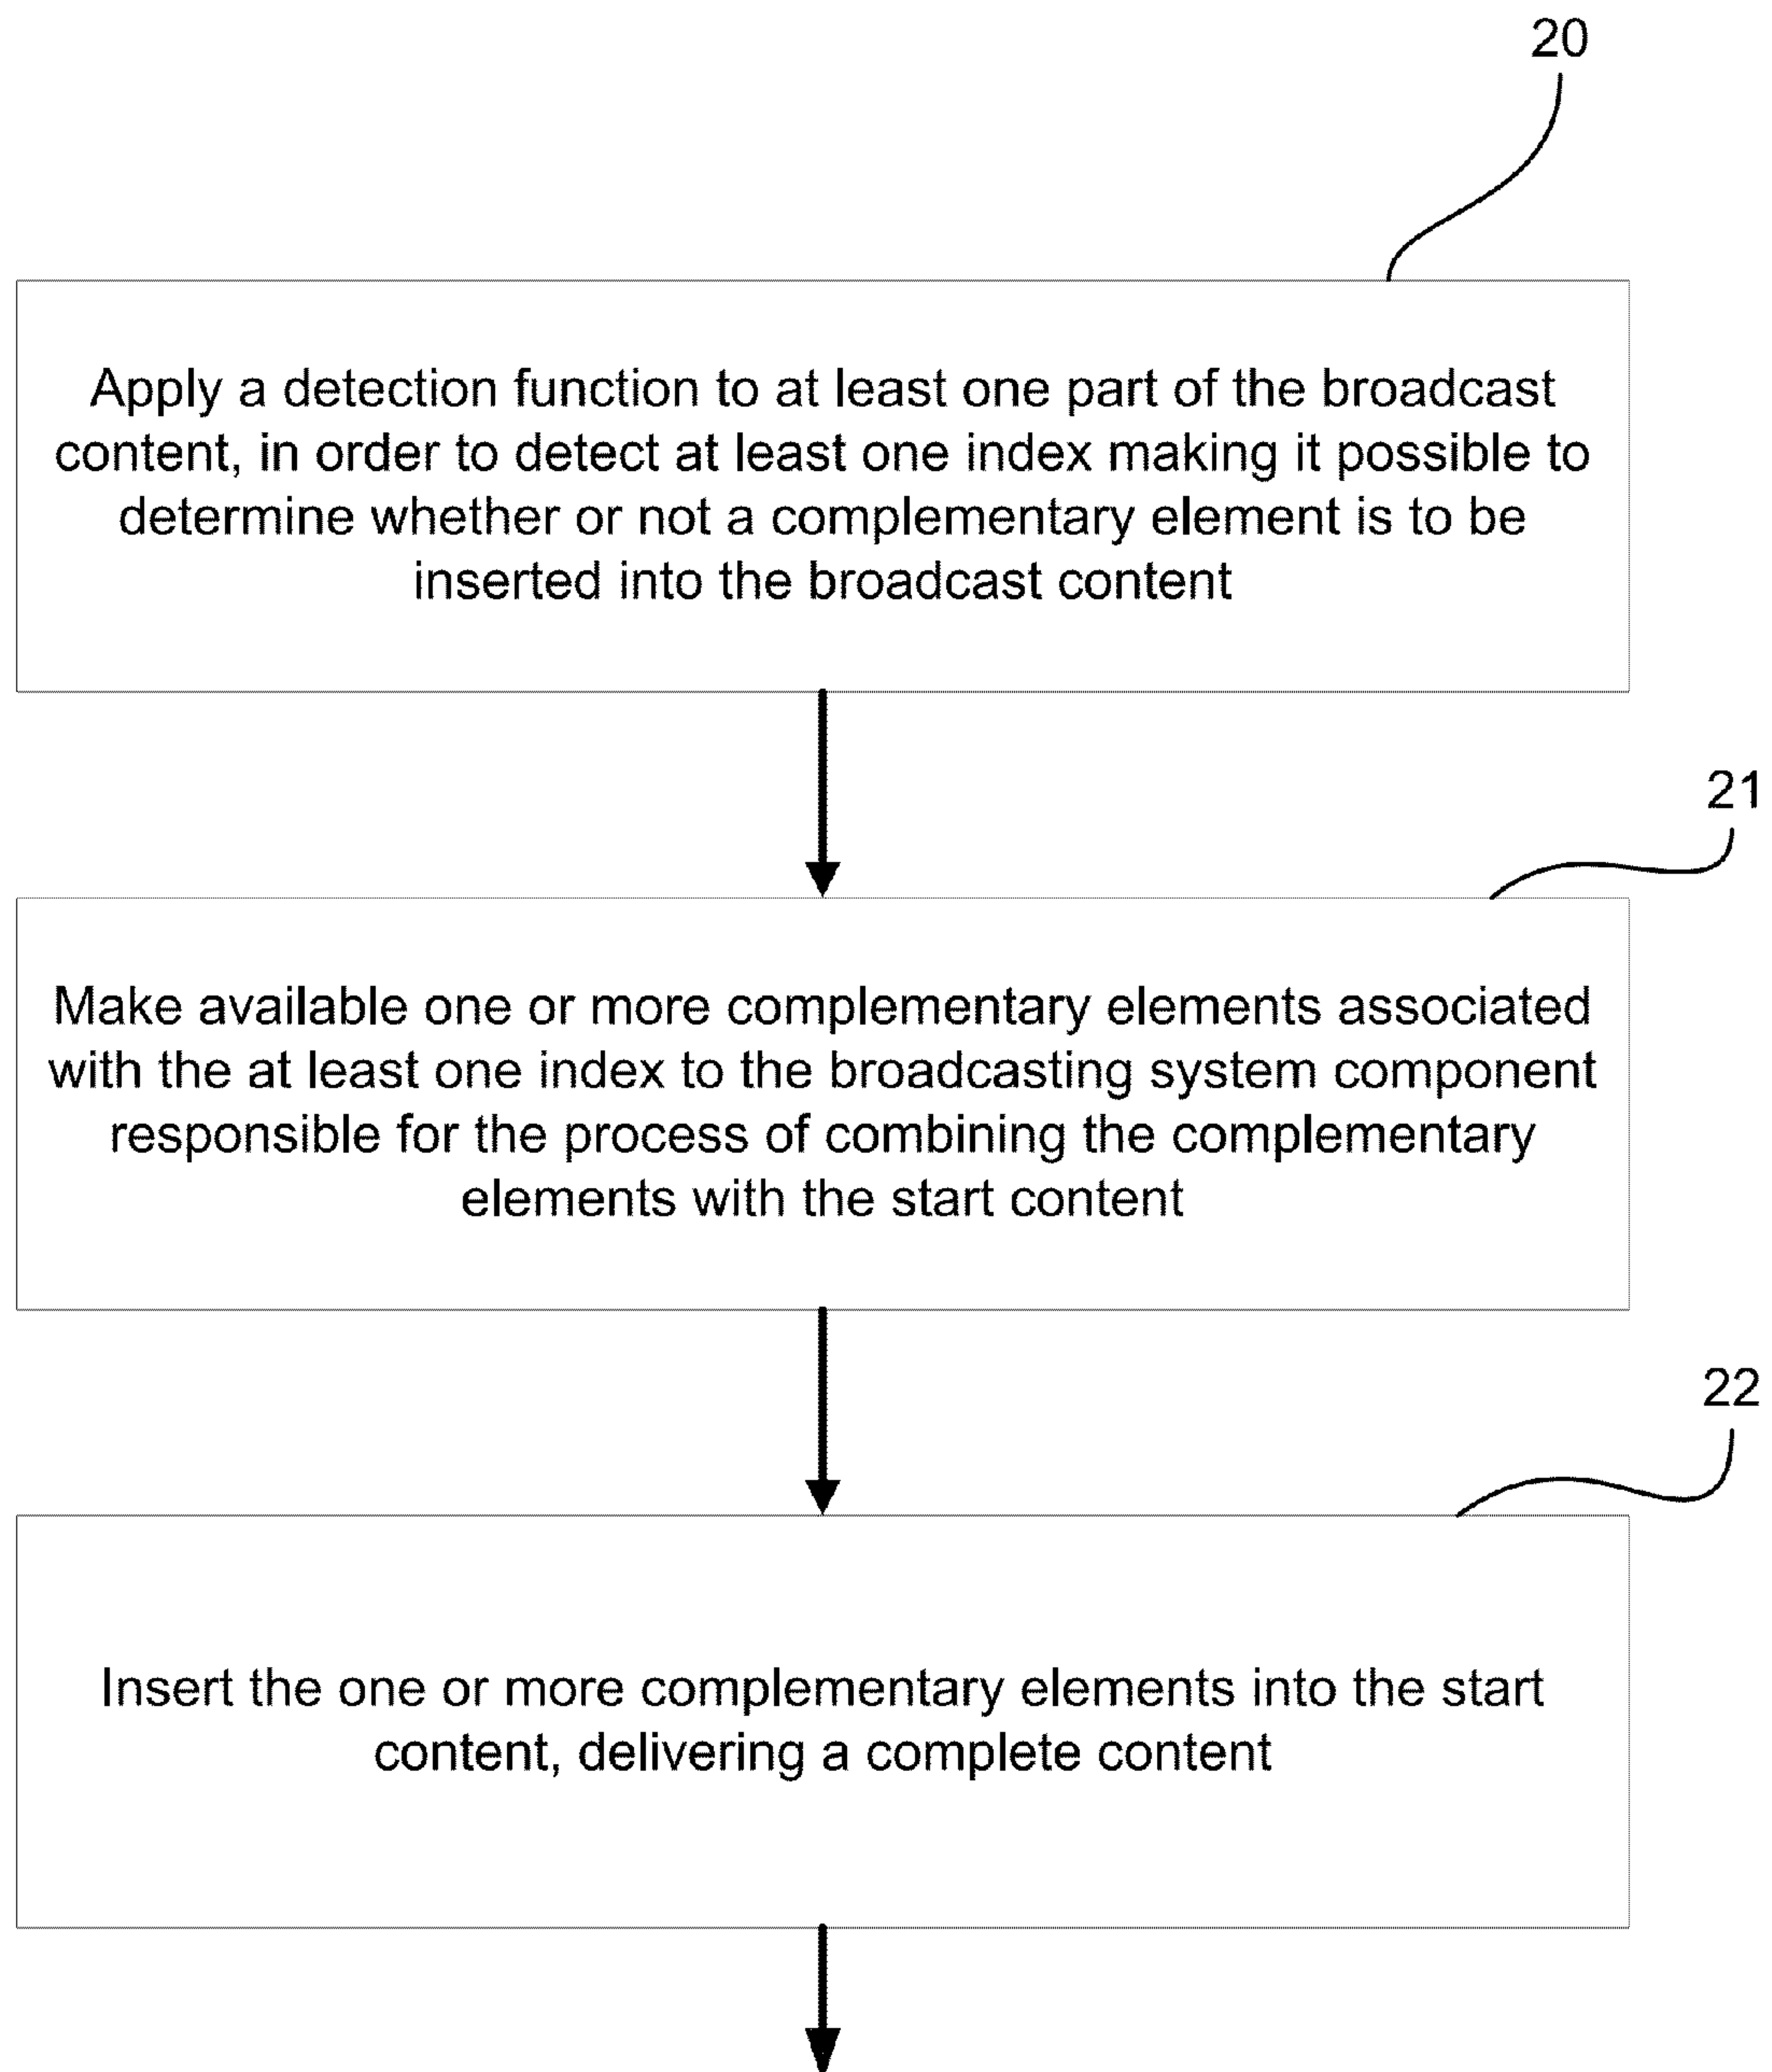 20
Apply a detection function to at least one part of the broadcast
content, in order to detect at least one index making it possible to
determine whether or not a complementary element is to be
inserted into the broadcast content
21
Make available one or more complementary elements associated
with the at least one index to the broadcasting system component
responsible for the process of combining the complementary
elements with the start content
22
Insert the one or more complementary elements into the start
content, delivering a complete content